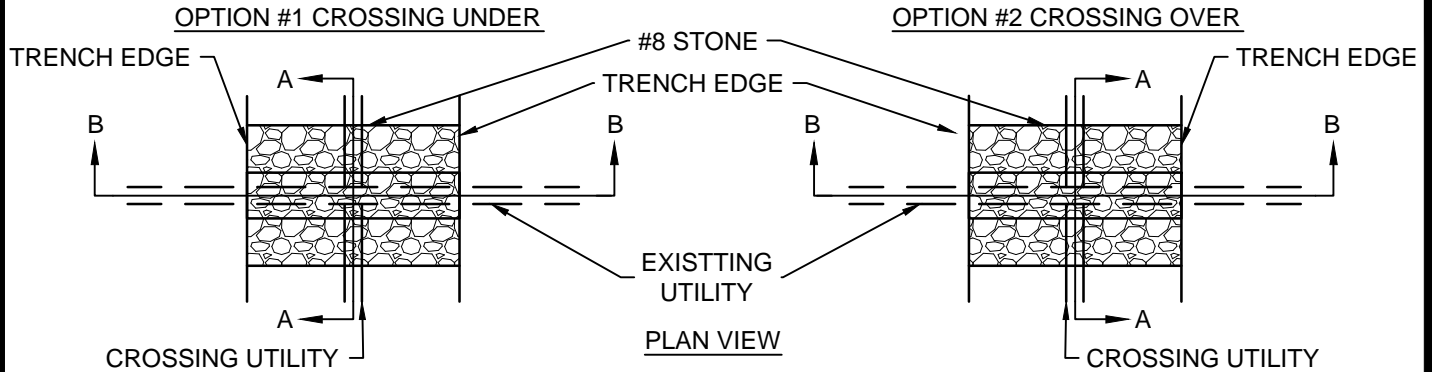 OPTION #1 CROSSING UNDER
OPTION #2 CROSSING OVER
#8 STONE
TRENCH EDGE
TRENCH EDGE
TRENCH EDGE
A
A
B
B
B
B
EXISTTING
UTILITY
A
A
PLAN VIEW
CROSSING UTILITY
CROSSING UTILITY